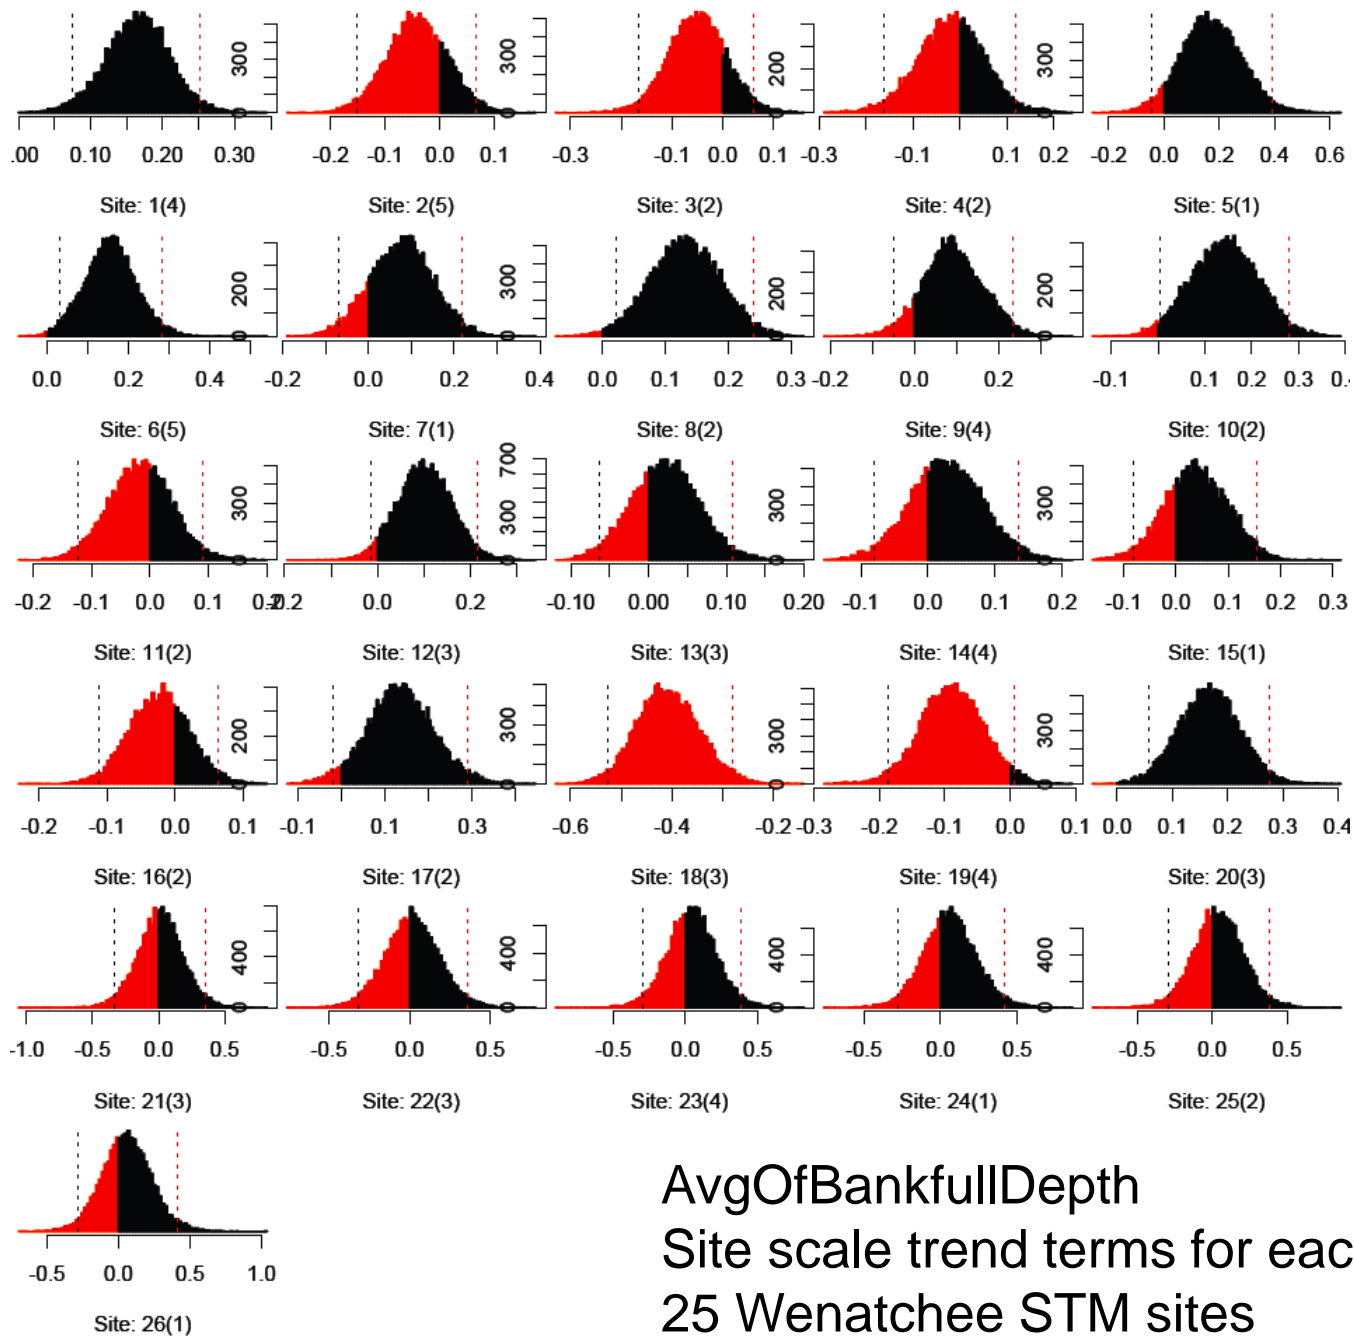 300 300 200 300
.00 0.10 0.20 0.30 -0.2 -0.1 0.0 0.1 -0.3 -0.1 0.0 0.1 -0.3 -0.1 0.1 0.2 -0.2 0.0 0.2 0.4 0.6
Site: 1(4) Site: 2(5) Site: 3(2) Site: 4(2) Site: 5(1)
0 200 0 300 0 200 0 200
0.0 0.2 0.4 -0.2 0.0 0.2 0.4 0.0 0.1 0.2 0.3 -0.2 0.0 0.2 -0.1 0.1 0.2 0.3
Site: 6(5) Site: 7(1) Site: 8(2) Site: 9(4) Site: 10(2)
0 300 0 300 700 0 300 0 300
-0.2 -0.1 0.0 0.1 0.0 0.2 -0.10 0.00 0.10 0.20 -0.1 0.0 0.1 0.2 -0.1 0.0 0.1 0.2 0.3
Site: 11(2) Site: 12(3) Site: 13(3) Site: 14(4) Site: 15(1)
0 200 0 300 0 300 0 300
-0.2 -0.1 0.0 0.1 -0.1 0.1 0.3 -0.6 -0.4 -0.2 -0.3 -0.2 -0.1 0.0 0.1 0.0 0.1 0.2 0.3 0.4
Site: 16(2) Site: 17(2) Site: 18(3) Site: 19(4) Site: 20(3)
0 400 0 400 0 400 0 400
-1.0 -0.5 0.0 0.5 -0.5 0.0 0.5 -0.5 0.0 0.5 -0.5 0.0 0.5 -0.5 0.0 0.5
Site: 21(3) Site: 22(3) Site: 23(4) Site: 24(1) Site: 25(2)
-0.5 0.0 0.5 1.0
Site: 26(1)
AvgOfBankfullDepth
Site scale trend terms for eac
25 Wenatchee STM sites